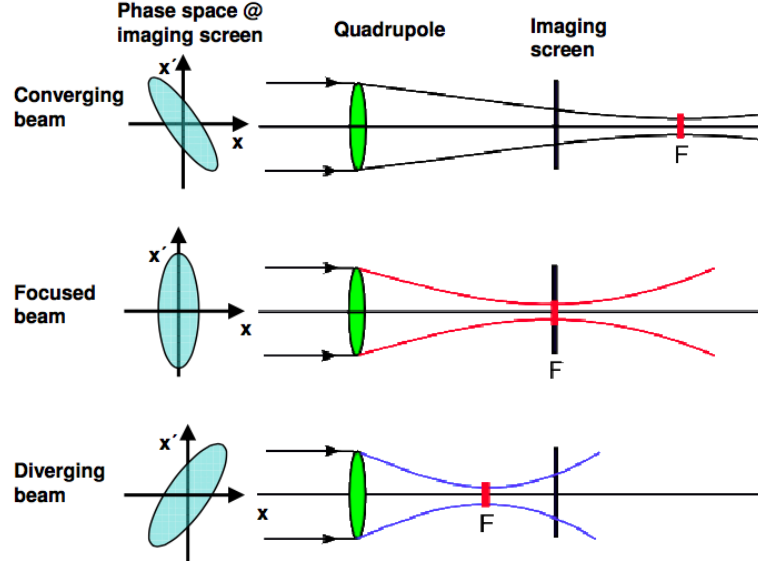 Phase space @
imaging screen
Quadrupole
Imaging
screen
x´
Converging
beam
x
F
x´
Focused
beam
x
F
x´
Diverging
beam
x
F